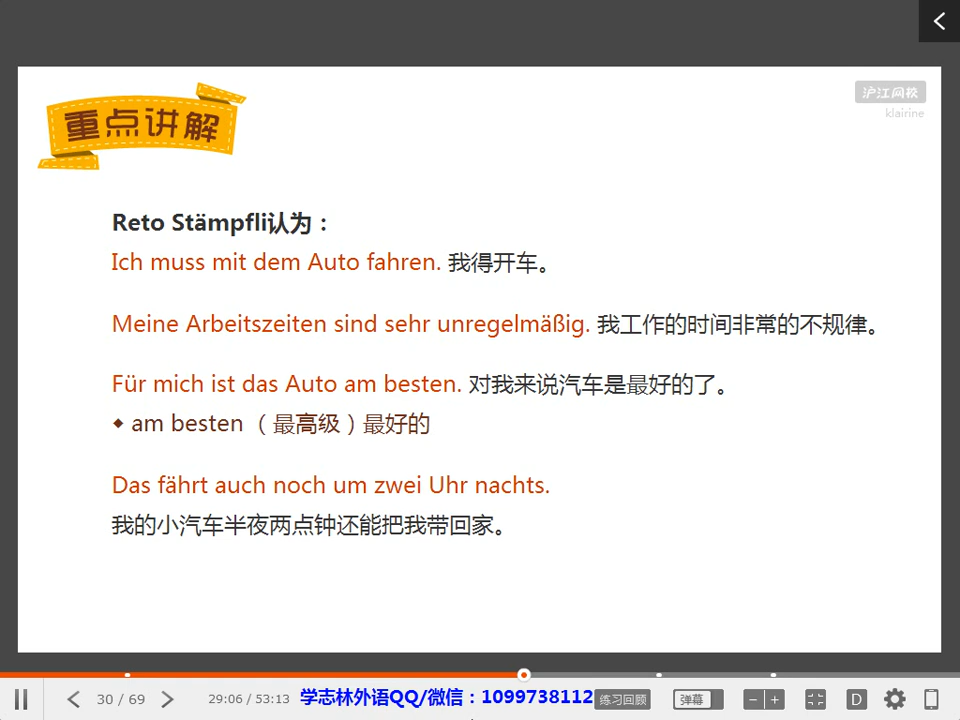 重点讲解
沪江网校
klairine
Reto Stämpfli认为：
Ich muss mit dem Auto fahren. 我得开车。
Meine Arbeitszeiten sind sehr unregelmäßig. 我工作的时间非常的不规律。
Für mich ist das Auto am besten. 对我来说汽车是最好的了。
◆ am besten （最高级）最好的
Das fährt auch noch um zwei Uhr nachts.
我的小汽车半夜两点钟还能把我带回家。
30 / 69 29:06 / 53:13 学志林外语QQ/微信：1099738112 练习回顾 弹幕 D